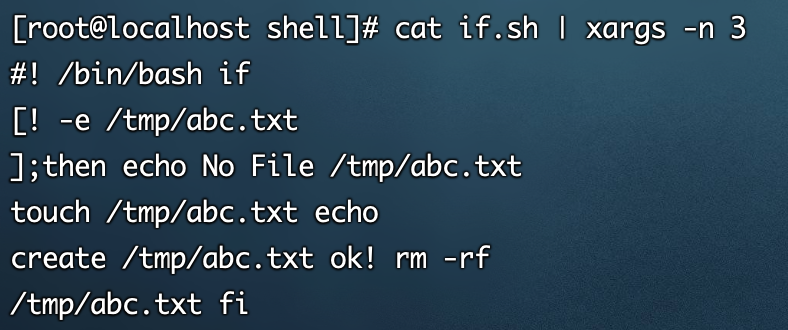 [root@localhost shell]# cat if.sh | xargs -n 3
#! /bin/bash if
[! -e /tmp/abc.txt
];then echo No File /tmp/abc.txt
touch /tmp/abc.txt echo
create /tmp/abc.txt ok! rm -rf
/tmp/abc.txt fi